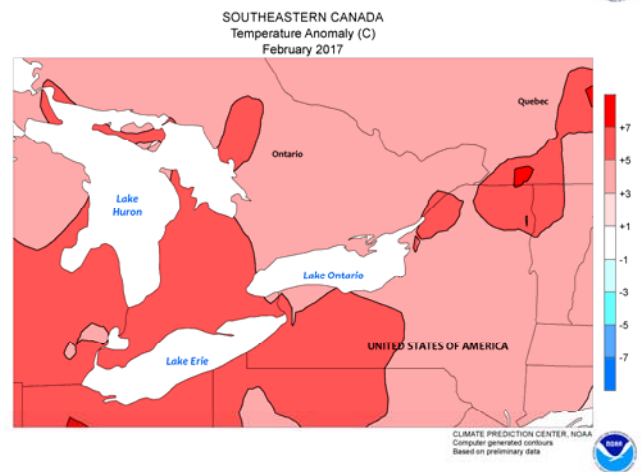 SOUTHEASTERN CANADA
Temperature Anomaly (C)
February 2017
Quebec
Ontario
Lake
Huron
Lake Ontario
Lake Erie
UNITED STATES OF AMERICA
+7
+5
+3
+1
-1
-3
-5
-7
CLIMATE PREDICTION CENTER, NOAA
Computer generated contours
Based on preliminary data
NOAA